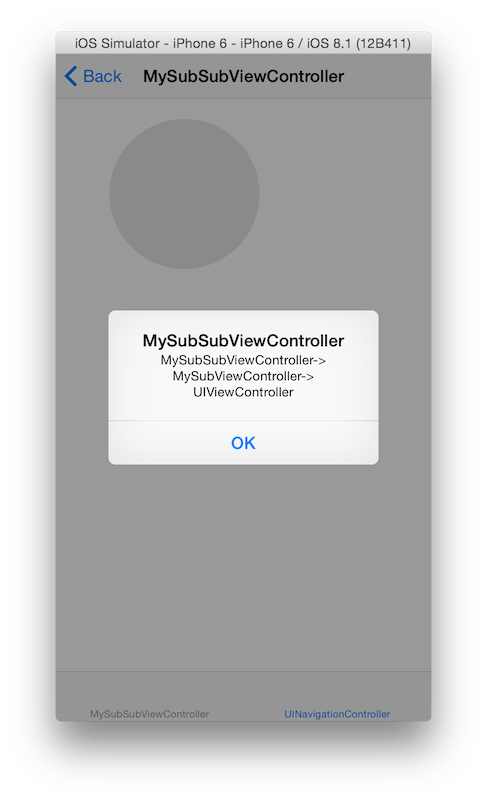 iOS Simulator - iPhone 6 - iPhone 6 / iOS 8.1 (12B411)
Back MySubSubViewController
MySubSubViewController
MySubSubViewController->
MySubViewController->
UIViewController
OK
MySubSubViewController UINavigationController